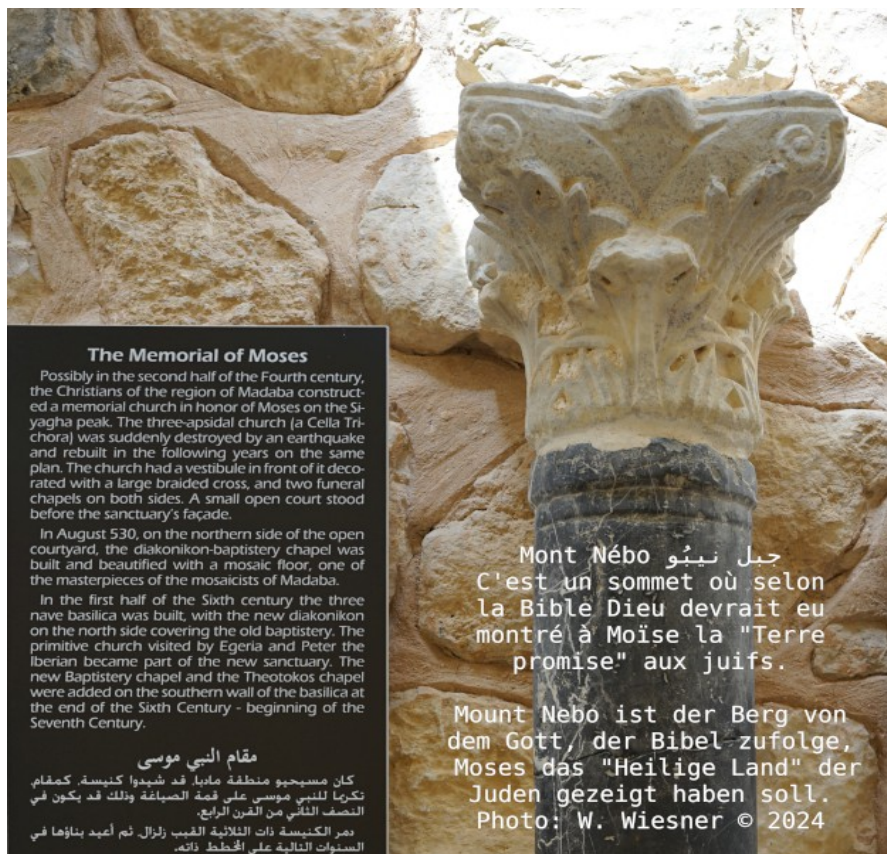 The Memorial of Moses
Possibly in the second half of the Fourth century,
the Christians of the region of Madaba construct-
ed a memorial church in honor of Moses on the Si-
yagha peak. The three-apsidal church (a Cella Tri-
chora) was suddenly destroyed by an earthquake
and rebuilt in the following years on the same
plan. The church had a vestibule in front of it deco-
rated with a large braided cross, and two funeral
chapels on both sides. A small open court stood
before the sanctuary's façade.
In August 530, on the northern side of the open
courtyard, the diakonikon-baptistery chapel was
built and beautified with a mosaic floor, one of
the masterpieces of the mosaicists of Madaba.
In the first half of the Sixth century the three
nave basilica was built, with the new diakonikon
on the north side covering the old baptistery. The
primitive church visited by Egeria and Peter the
Iberian became part of the new sanctuary. The
new Baptistery chapel and the Theotokos chapel
were added on the southern wall of the basilica at
the end of the Sixth Century - beginning of the
Seventh Century.
مقام النبي موسى
كان مسيحيو منطقة مادبا، قد شيدوا كنيسة، كمقام،
تكريما للنبي موسى على قمة الصياغة وذلك قد يكون في
النصف الثاني من القرن الرابع.
دمر الكنيسة ذات الثلاثية القبب زلزال، ثم أعيد بناؤها في
السنوات التالية على المخطط ذاته.
Mont Nébo جبل نيبُو
C'est un sommet où selon
la Bible Dieu devrait eu
montré à Moïse la "Terre
promise" aux juifs.
Mount Nebo ist der Berg von
dem Gott, der Bibel zufolge,
Moses das "Heilige Land" der
Juden gezeigt haben soll.
Photo: W. Wiesner © 2024